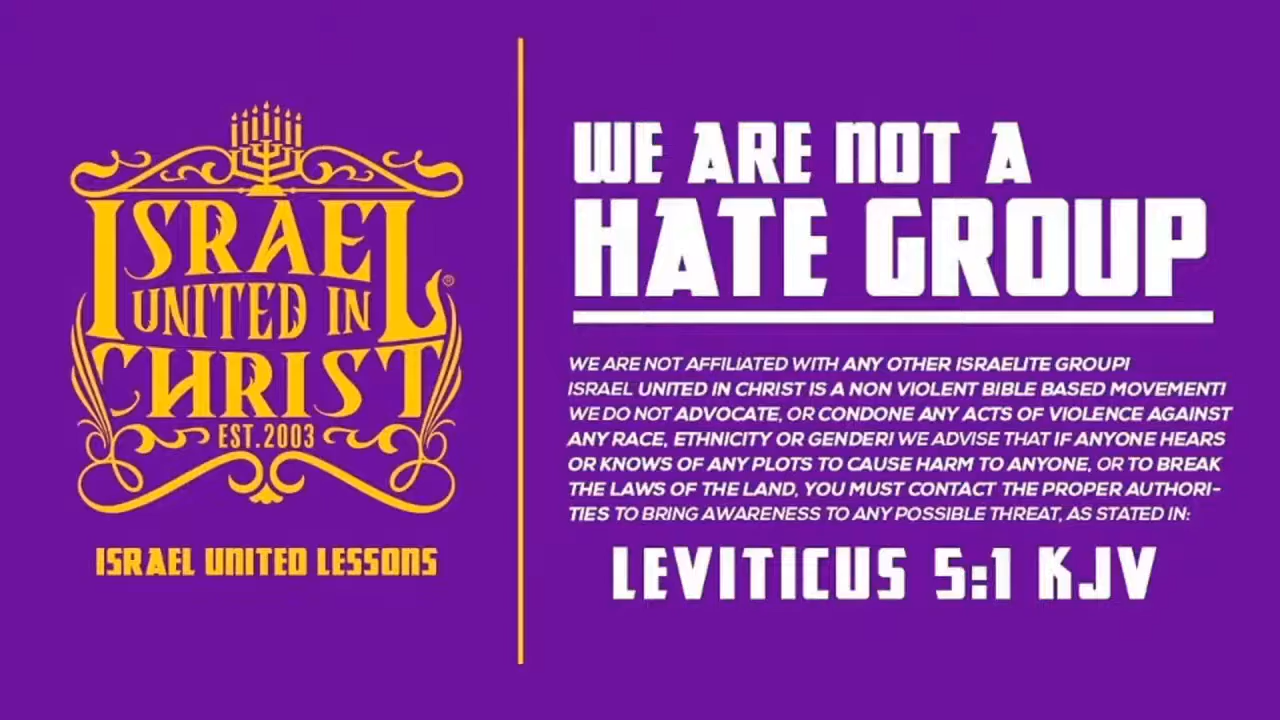 ISRAEL
UNITED IN
CHRIST
EST.2003
ISRAEL UNITED LESSONS
WE ARE NOT A
HATE GROUP
WE ARE NOT AFFILIATED WITH ANY OTHER ISRAELITE GROUP!
ISRAEL UNITED IN CHRIST IS A NON VIOLENT BIBLE BASED MOVEMENT!
WE DO NOT ADVOCATE, OR CONDONE ANY ACTS OF VIOLENCE AGAINST
ANY RACE, ETHNICITY OR GENDER! WE ADVISE THAT IF ANYONE HEARS
OR KNOWS OF ANY PLOTS TO CAUSE HARM TO ANYONE, OR TO BREAK
THE LAWS OF THE LAND, YOU MUST CONTACT THE PROPER AUTHORI-
TIES TO BRING AWARENESS TO ANY POSSIBLE THREAT, AS STATED IN:
LEVITICUS 5:1 KJV